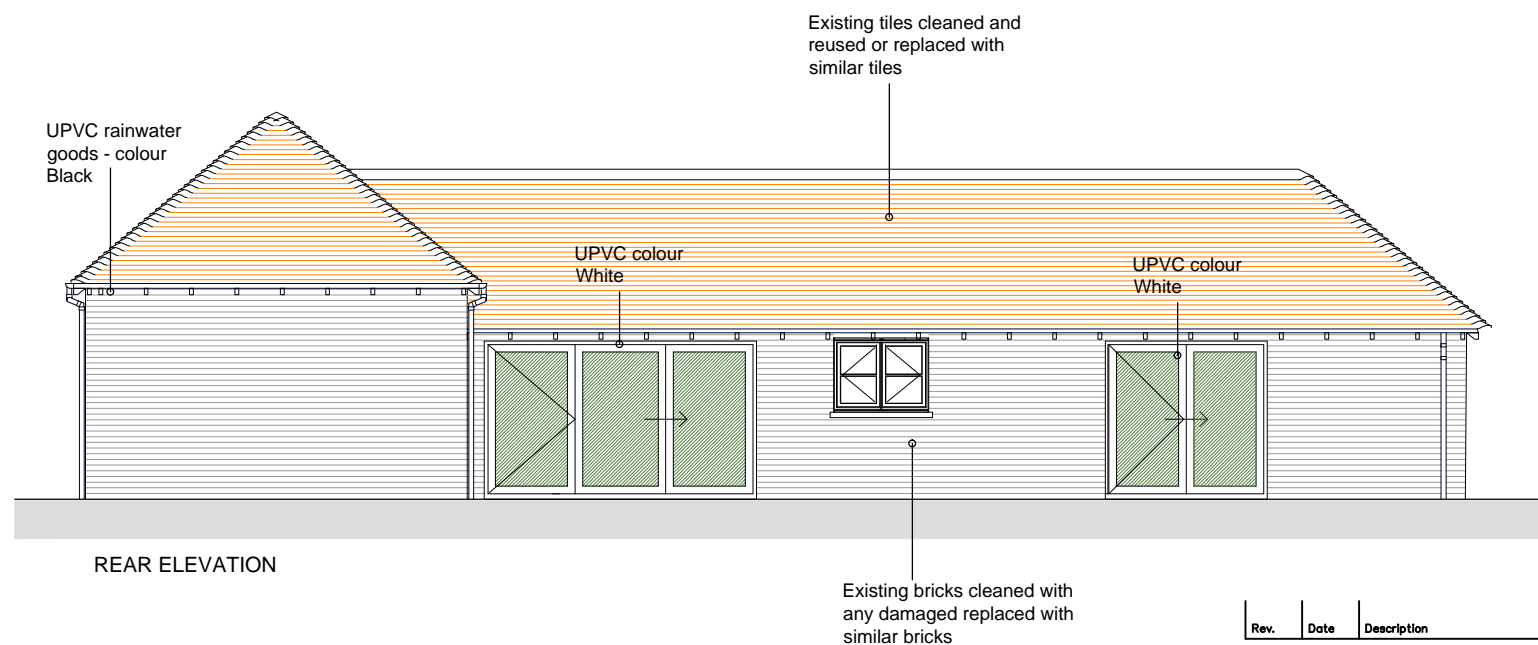 Existing tiles cleaned and
reused or replaced with
similar tiles
UPVC rainwater
goods - colour
Black
UPVC colour
White
UPVC colour
White
REAR ELEVATION
Existing bricks cleaned with
any damaged replaced with
similar bricks
Rev. Date Description